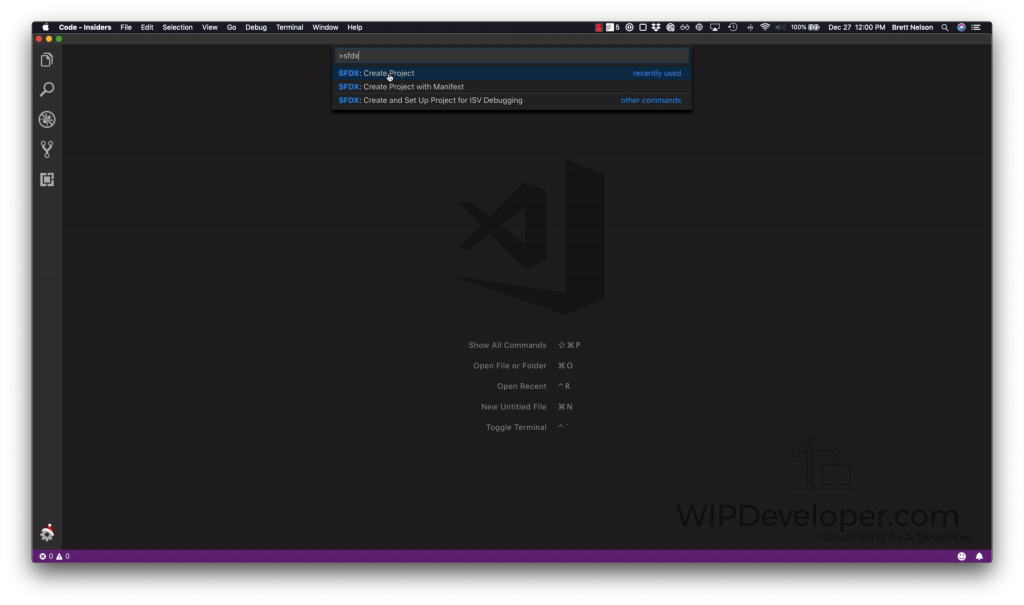 Code - Insiders File Edit Selection View Go Debug Terminal Window Help 5 100% Dec 27 12:00 PM Brett Nelson
>sfdx
SFDX: Create Project recently used
SFDX: Create Project with Manifest
SFDX: Create and Set Up Project for ISV Debugging other commands
Show All Commands ⇧⌘P
Open File or Folder ⌘O
Open Recent ^R
New Untitled File ⌘N
Toggle Terminal ^`
WIPDeveloper.com
Developing As A Developer
0 0